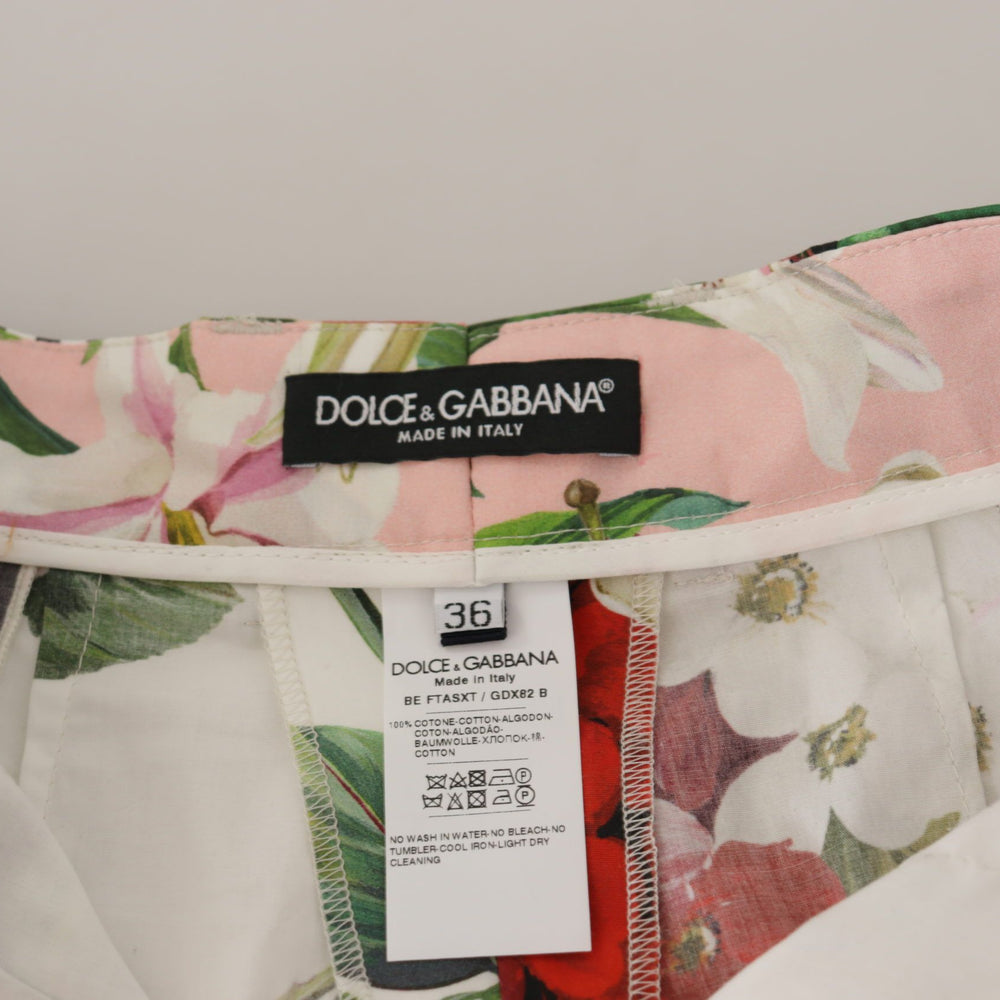 DOLCE & GABBANA®
MADE IN ITALY
36
DOLCE & GABBANA
Made in Italy
BE FTASXT / GDX82 B
100% COTONE-COTTON-ALGODON-
COTON-ALGODÃO-
BAUMWOLLE-ХЛОПОК-棉-
COTTON
P
P
NO WASH IN WATER-NO BLEACH-NO
TUMBLER-COOL IRON-LIGHT DRY
CLEANING